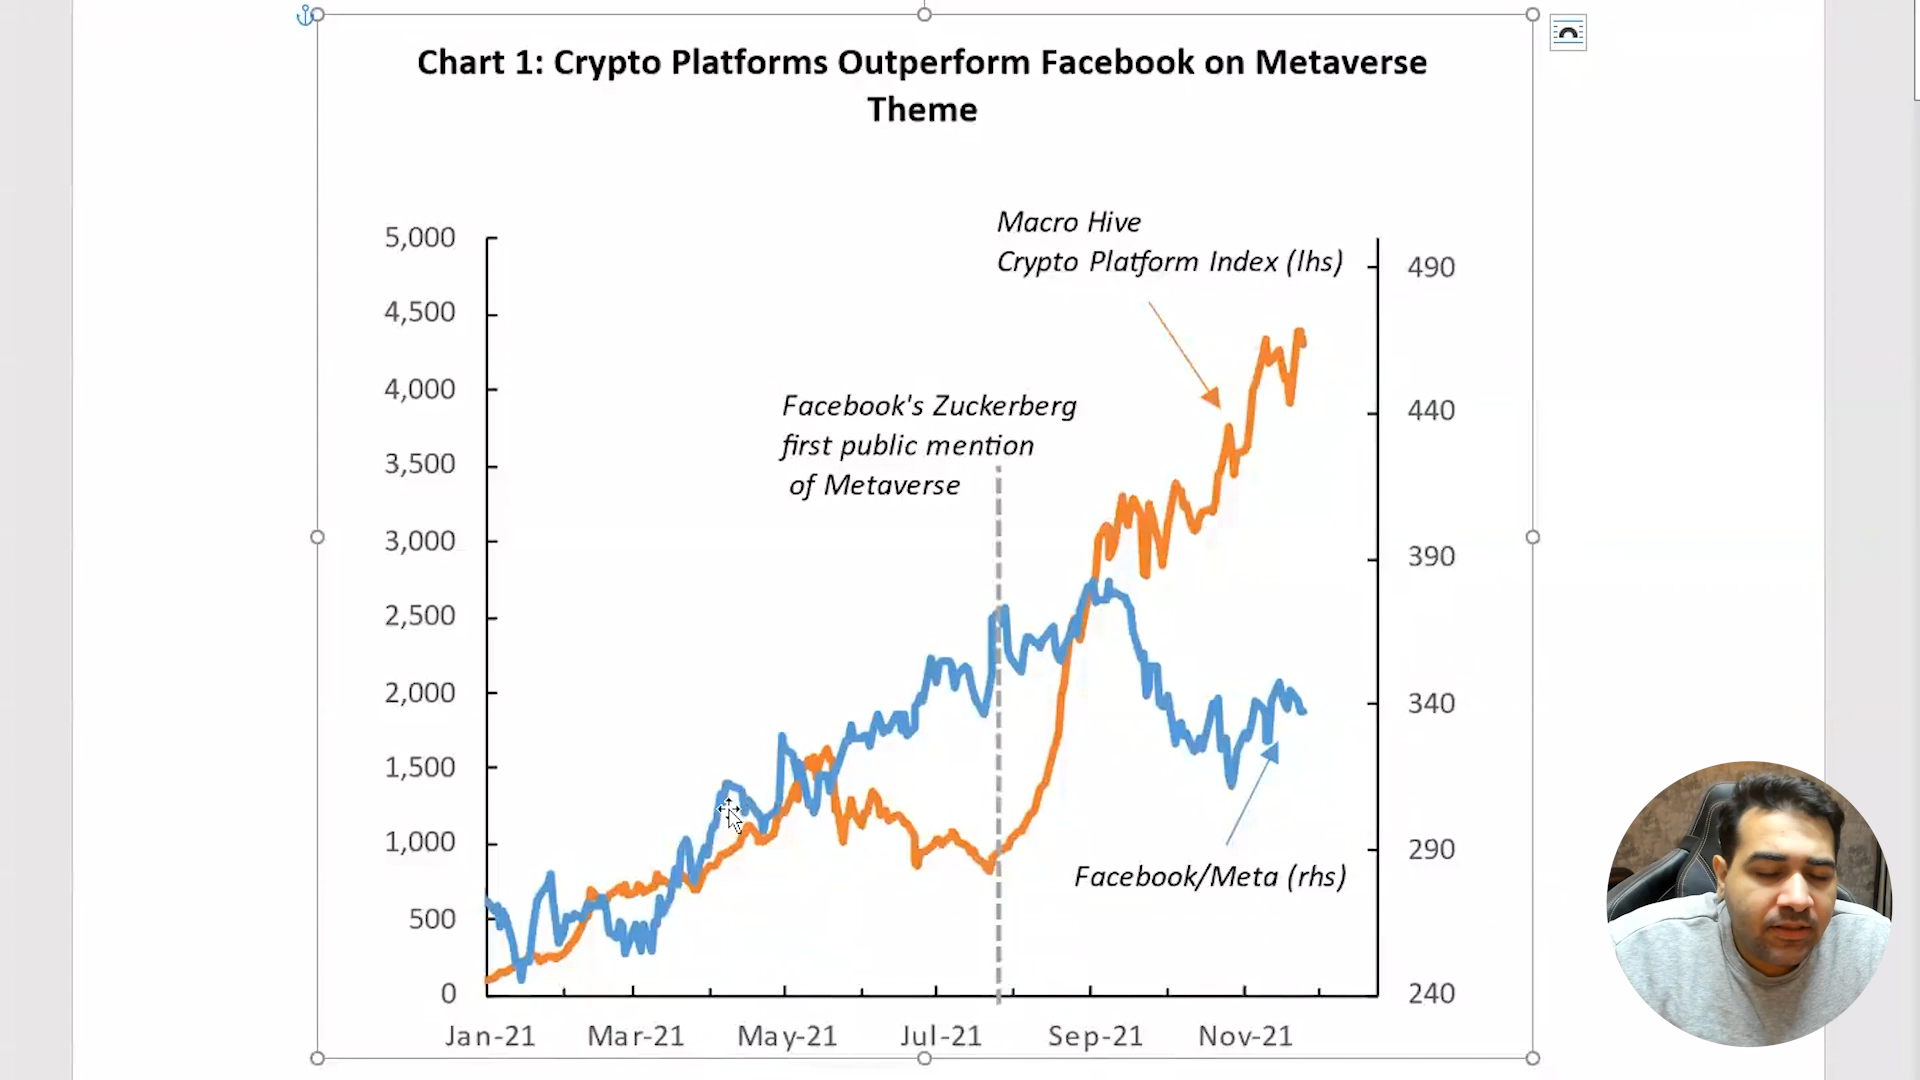 Chart 1: Crypto Platforms Outperform Facebook on Metaverse
Theme
Macro Hive
Crypto Platform Index (lhs)
Facebook's Zuckerberg
first public mention
of Metaverse
Facebook/Meta (rhs)
5,000
4,500
4,000
3,500
3,000
2,500
2,000
1,500
1,000
500
0
490
440
390
340
290
240
Jan-21 Mar-21 May-21 Jul-21 Sep-21 Nov-21